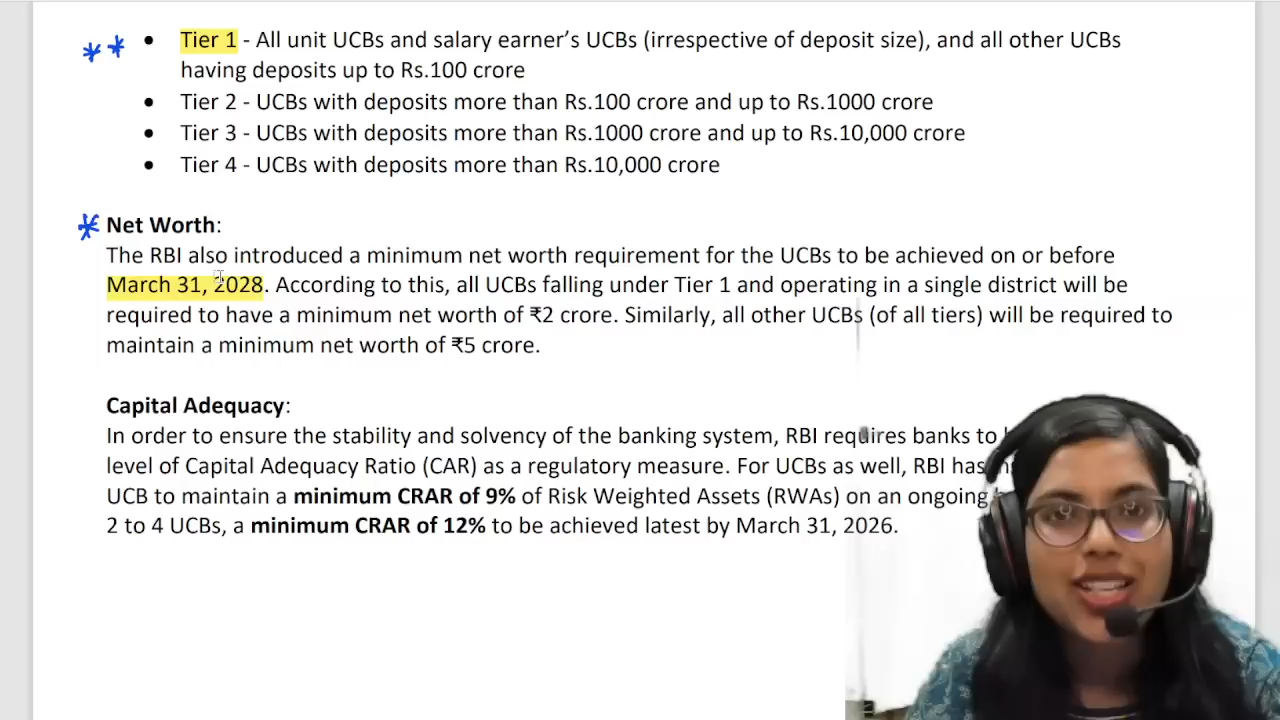 Tier 1 - All unit UCBs and salary earner's UCBs (irrespective of deposit size), and all other UCBs
having deposits up to Rs.100 crore
Tier 2 - UCBs with deposits more than Rs.100 crore and up to Rs.1000 crore
Tier 3 - UCBs with deposits more than Rs.1000 crore and up to Rs.10,000 crore
Tier 4 - UCBs with deposits more than Rs.10,000 crore
Net Worth:
The RBI also introduced a minimum net worth requirement for the UCBs to be achieved on or before
March 31, 2028. According to this, all UCBs falling under Tier 1 and operating in a single district will be
required to have a minimum net worth of ₹2 crore. Similarly, all other UCBs (of all tiers) will be required to
maintain a minimum net worth of ₹5 crore.
Capital Adequacy:
In order to ensure the stability and solvency of the banking system, RBI requires banks to
level of Capital Adequacy Ratio (CAR) as a regulatory measure. For UCBs as well, RBI has
UCB to maintain a minimum CRAR of 9% of Risk Weighted Assets (RWAs) on an ongoing
2 to 4 UCBs, a minimum CRAR of 12% to be achieved latest by March 31, 2026.